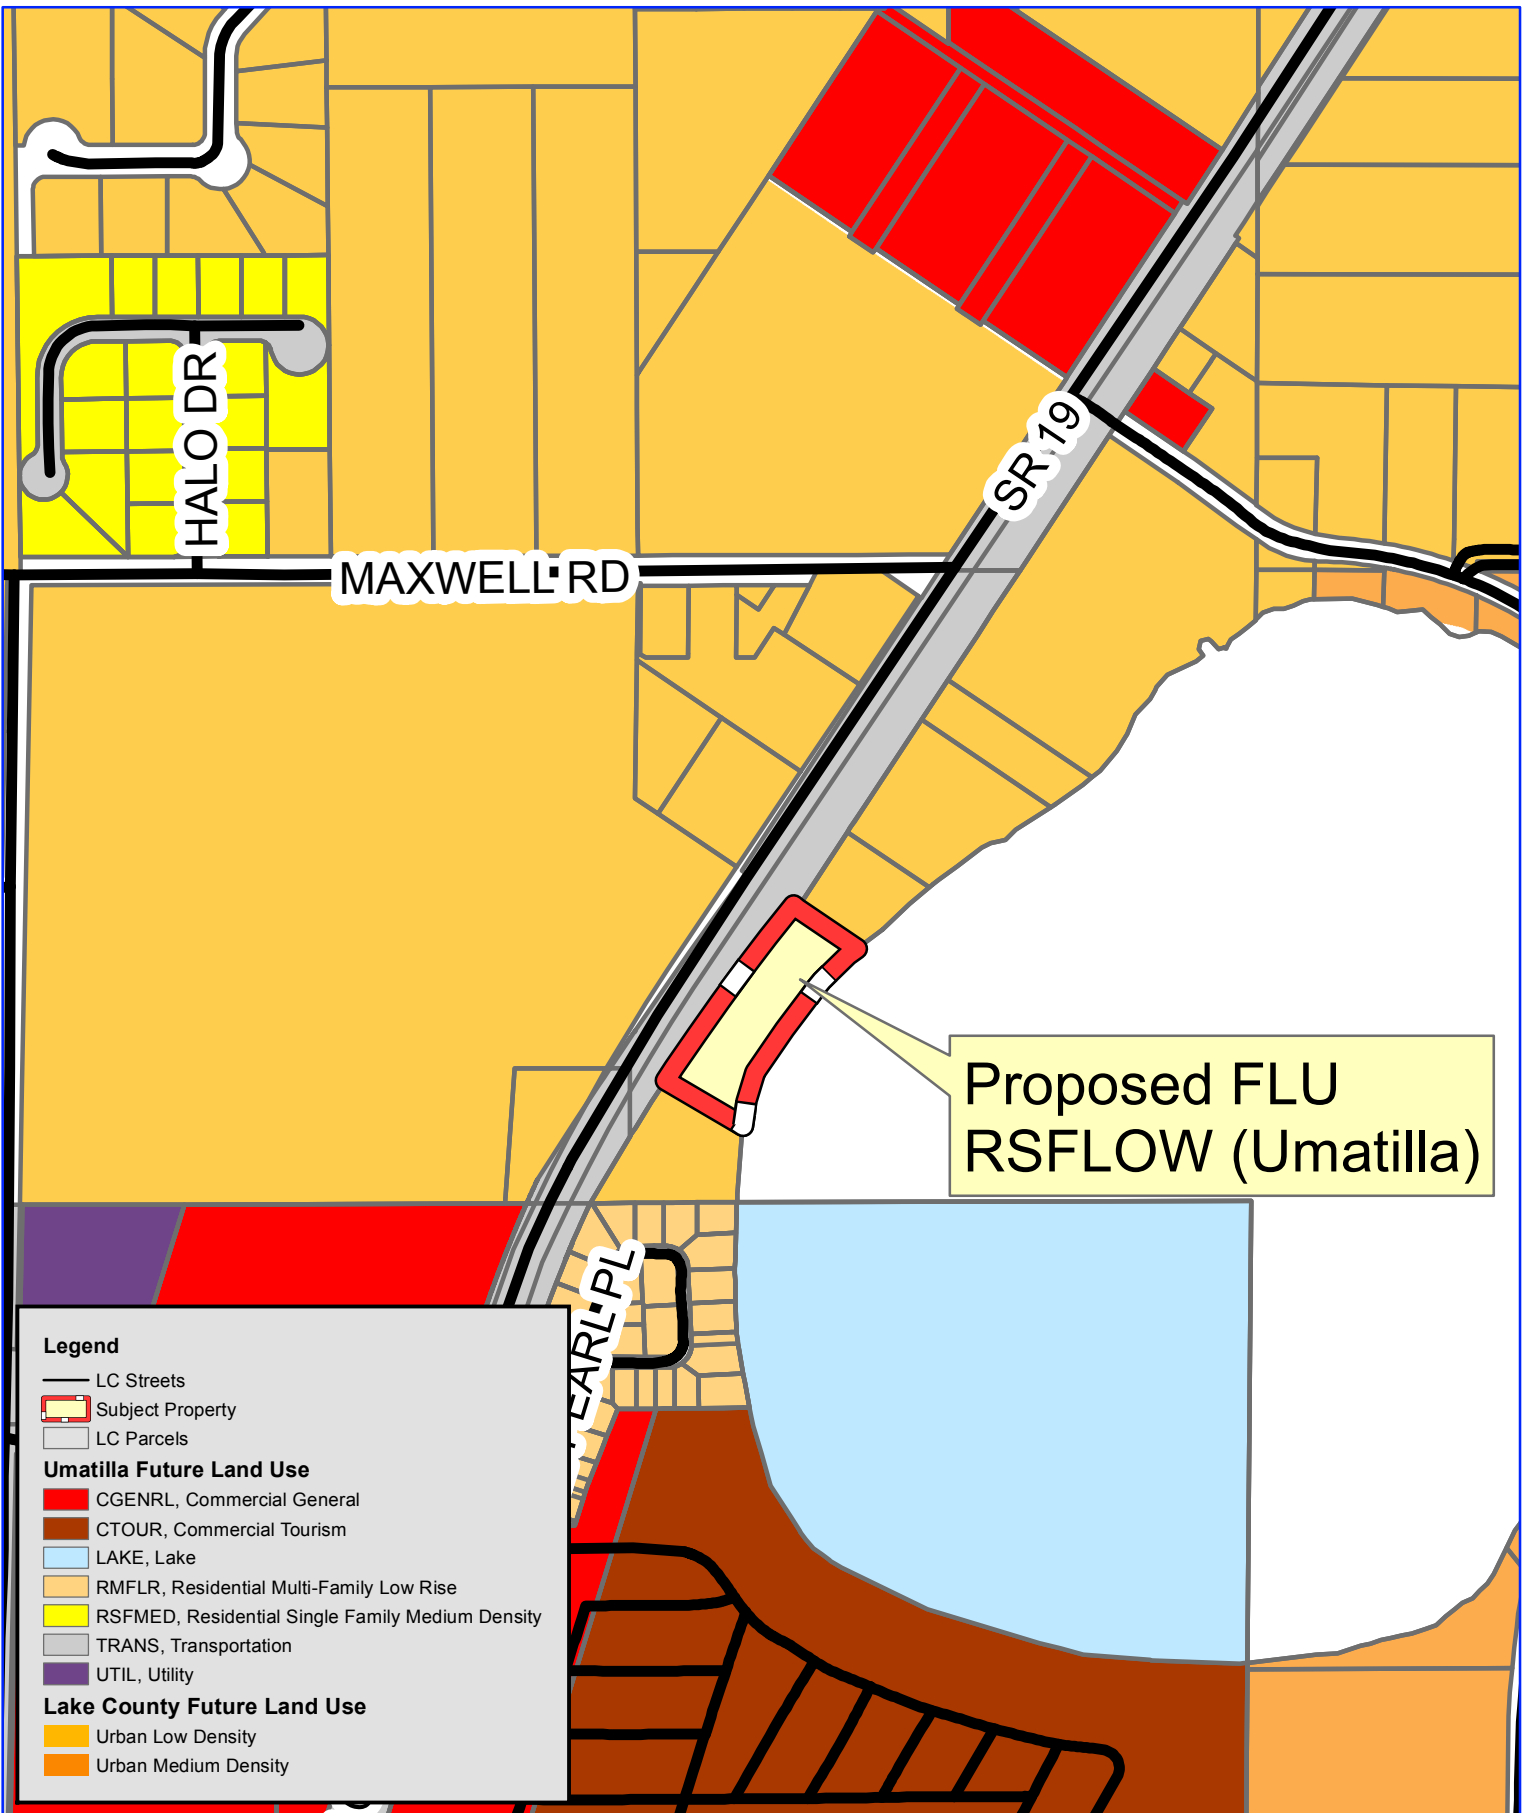 HALO DR
SR 19
MAXWELL RD
Proposed FLU
RSFLOW (Umatilla)
EARL PL
Legend
LC Streets
Subject Property
LC Parcels
Umatilla Future Land Use
CGENRL, Commercial General
CTOUR, Commercial Tourism
LAKE, Lake
RMFLR, Residential Multi-Family Low Rise
RSFMED, Residential Single Family Medium Density
TRANS, Transportation
UTIL, Utility
Lake County Future Land Use
Urban Low Density
Urban Medium Density